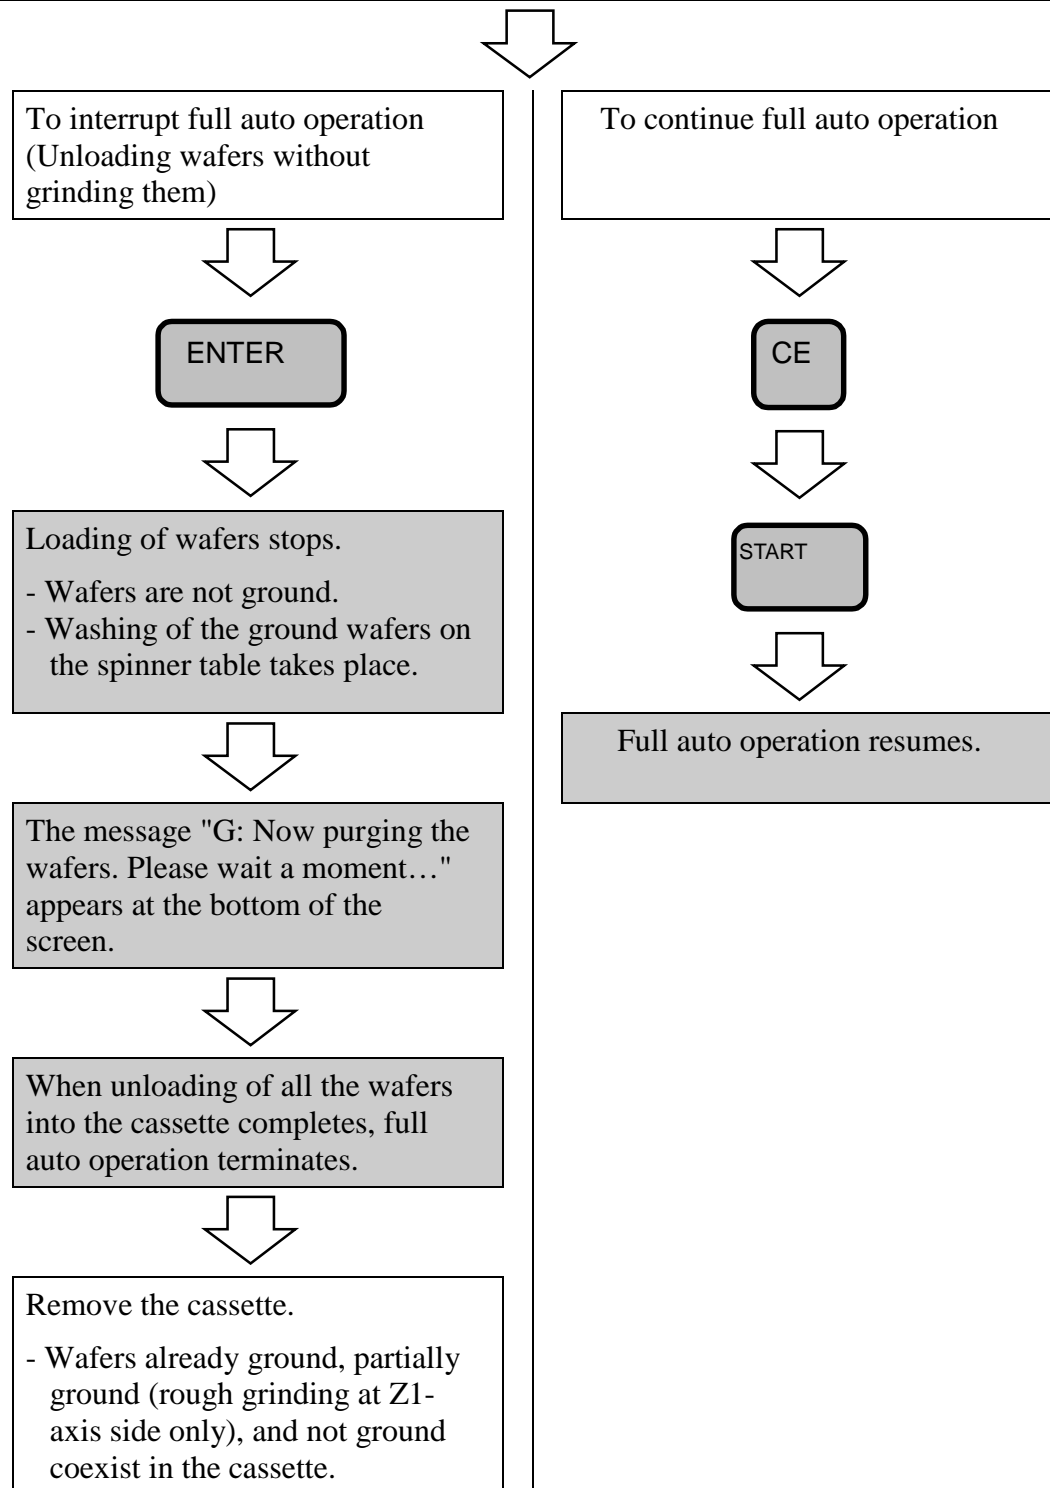 To interrupt full auto operation
(Unloading wafers without
grinding them)
ENTER
Loading of wafers stops.
- Wafers are not ground.
- Washing of the ground wafers on
the spinner table takes place.
The message "G: Now purging the
wafers. Please wait a moment…"
appears at the bottom of the
screen.
When unloading of all the wafers
into the cassette completes, full
auto operation terminates.
Remove the cassette.
- Wafers already ground, partially
ground (rough grinding at Z1-
axis side only), and not ground
coexist in the cassette.
To continue full auto operation
CE
START
Full auto operation resumes.